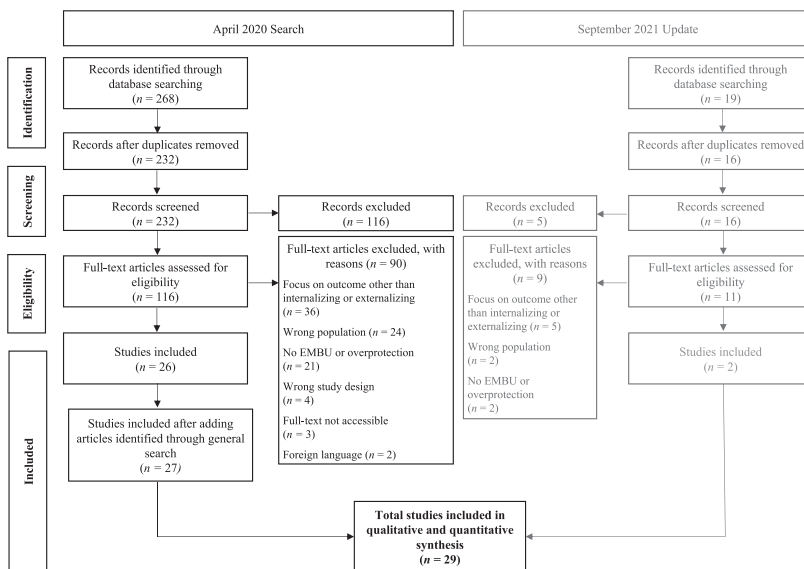 April 2020 Search
September 2021 Update
Identification
Records identified through
database searching
(n = 268)
Records identified through
database searching
(n = 19)
Records after duplicates removed
(n = 232)
Records after duplicates removed
(n = 16)
Screening
Records screened
(n = 232)
Records excluded
(n = 116)
Records excluded
(n = 5)
Records screened
(n = 16)
Eligibility
Full-text articles assessed for
eligibility
(n = 116)
Full-text articles excluded, with
reasons (n = 90)
Focus on outcome other than
internalizing or externalizing
(n = 36)
Wrong population (n = 24)
No EMBU or overprotection
(n = 21)
Wrong study design
(n = 4)
Full-text not accessible
(n = 3)
Foreign language (n = 2)
Full-text articles
excluded, with reasons
(n = 9)
Focus on outcome other
than internalizing or
externalizing (n = 5)
Wrong population
(n = 2)
No EMBU or
overprotection
(n = 2)
Full-text articles assessed for
eligibility
(n = 11)
Included
Studies included
(n = 26)
Studies included
(n = 2)
Studies included after adding
articles identified through general
search
(n = 27)
Total studies included in
qualitative and quantitative
synthesis
(n = 29)